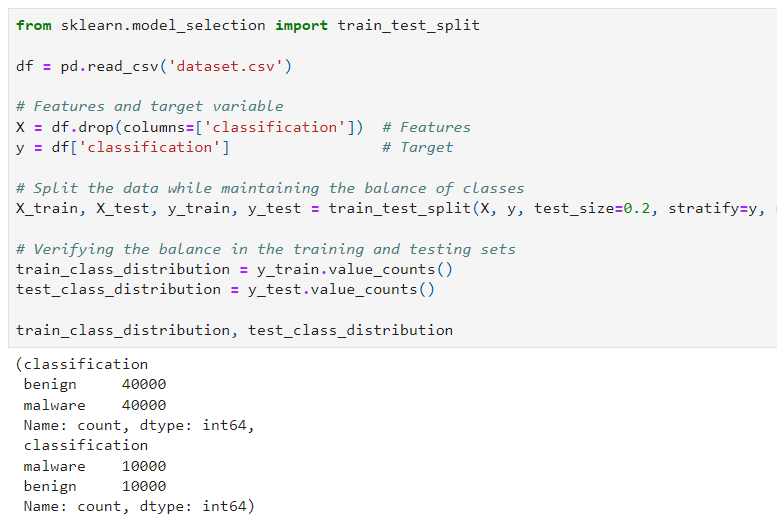 from sklearn.model_selection import train_test_split
df = pd.read_csv('dataset.csv')
# Features and target variable
X = df.drop(columns=['classification'])  # Features
y = df['classification']                 # Target
# Split the data while maintaining the balance of classes
X_train, X_test, y_train, y_test = train_test_split(X, y, test_size=0.2, stratify=y,
# Verifying the balance in the training and testing sets
train_class_distribution = y_train.value_counts()
test_class_distribution = y_test.value_counts()
train_class_distribution, test_class_distribution
(classification
 benign     40000
 malware    40000
 Name: count, dtype: int64,
 classification
 malware    10000
 benign     10000
 Name: count, dtype: int64)